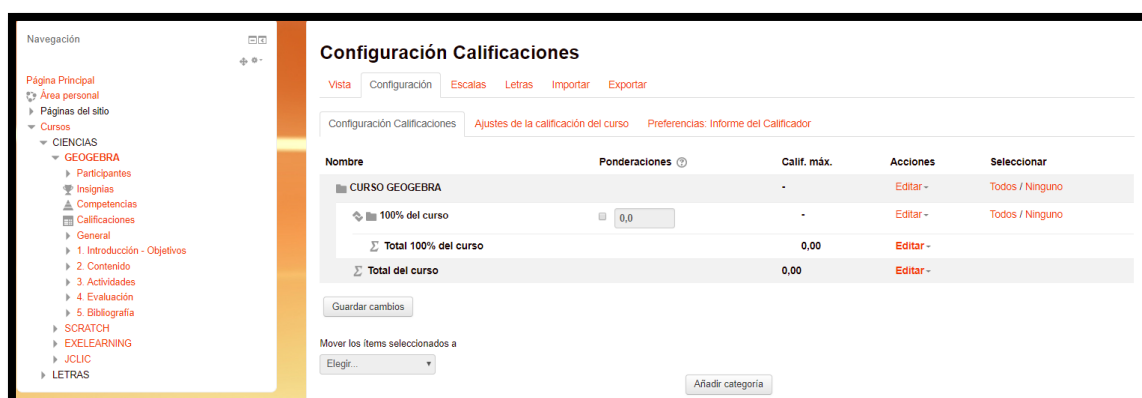 Navegación
Página Principal
Área personal
Páginas del sitio
Cursos
CIENCIAS
GEOGEBRA
Participantes
Insignias
Competencias
Calificaciones
General
1. Introducción - Objetivos
2. Contenido
3. Actividades
4. Evaluación
5. Bibliografía
SCRATCH
EXELEARNING
JCLIC
LETRAS
Configuración Calificaciones
Vista Configuración Escalas Letras Importar Exportar
Configuración Calificaciones Ajustes de la calificación del curso Preferencias: Informe del Calificador
Nombre Ponderaciones ? Calif. máx. Acciones Seleccionar
CURSO GEOGEBRA - Editar Todos / Ninguno
100% del curso 0,0 - Editar Todos / Ninguno
∑ Total 100% del curso 0,00 Editar
∑ Total del curso 0,00 Editar
Guardar cambios
Mover los ítems seleccionados a
Elegir...
Añadir categoría